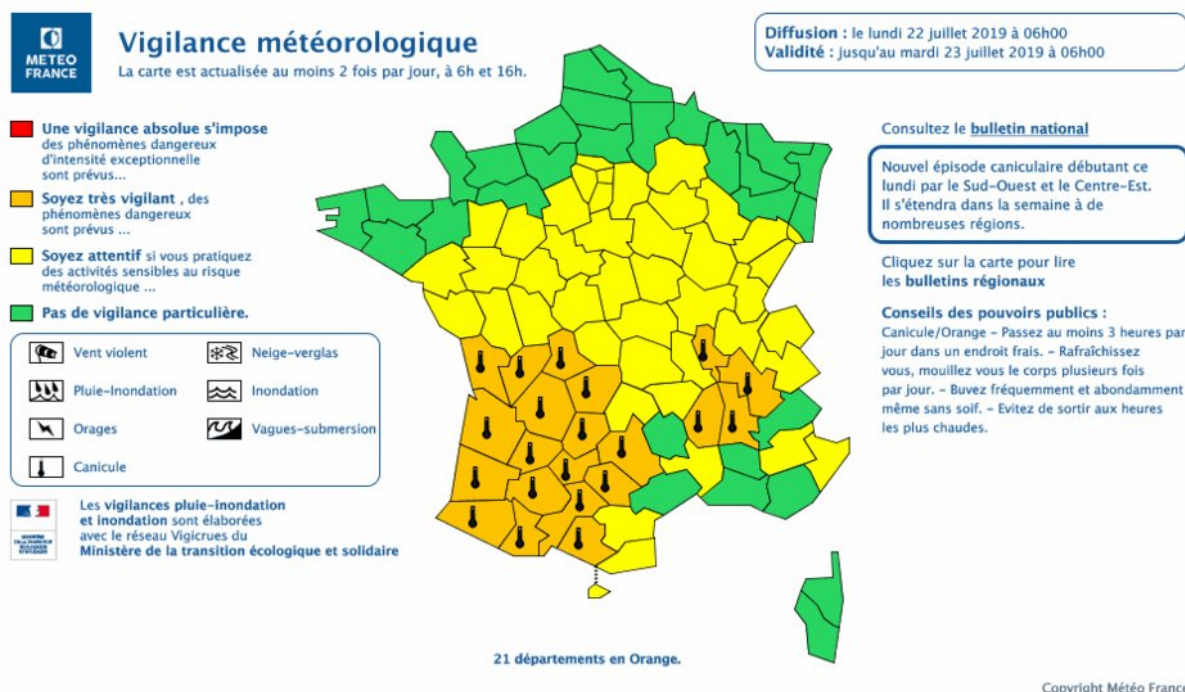 METEO
FRANCE
Vigilance météorologique
La carte est actualisée au moins 2 fois par jour, à 6h et 16h.
Diffusion : le lundi 22 juillet 2019 à 06h00
Validité : jusqu'au mardi 23 juillet 2019 à 06h00
Une vigilance absolue s'impose
des phénomènes dangereux
d'intensité exceptionnelle
sont prévus...
Soyez très vigilant , des
phénomènes dangereux
sont prévus ...
Soyez attentif si vous pratiquez
des activités sensibles au risque
météorologique ...
Pas de vigilance particulière.
Vent violent
Neige-verglas
Pluie-Inondation
Inondation
Orages
Vagues-submersion
Canicule
Les vigilances pluie-inondation
et inondation sont élaborées
avec le réseau Vigicrues du
Ministère de la transition écologique et solidaire
Consultez le bulletin national
Nouvel épisode caniculaire débutant ce
lundi par le Sud-Ouest et le Centre-Est.
Il s'étendra dans la semaine à de
nombreuses régions.
Cliquez sur la carte pour lire
les bulletins régionaux
Conseils des pouvoirs publics :
Canicule/Orange – Passez au moins 3 heures par
jour dans un endroit frais. – Rafraîchissez
vous, mouillez vous le corps plusieurs fois
par jour. – Buvez fréquemment et abondamment
même sans soif. – Evitez de sortir aux heures
les plus chaudes.
21 départements en Orange.
Copyright Météo France